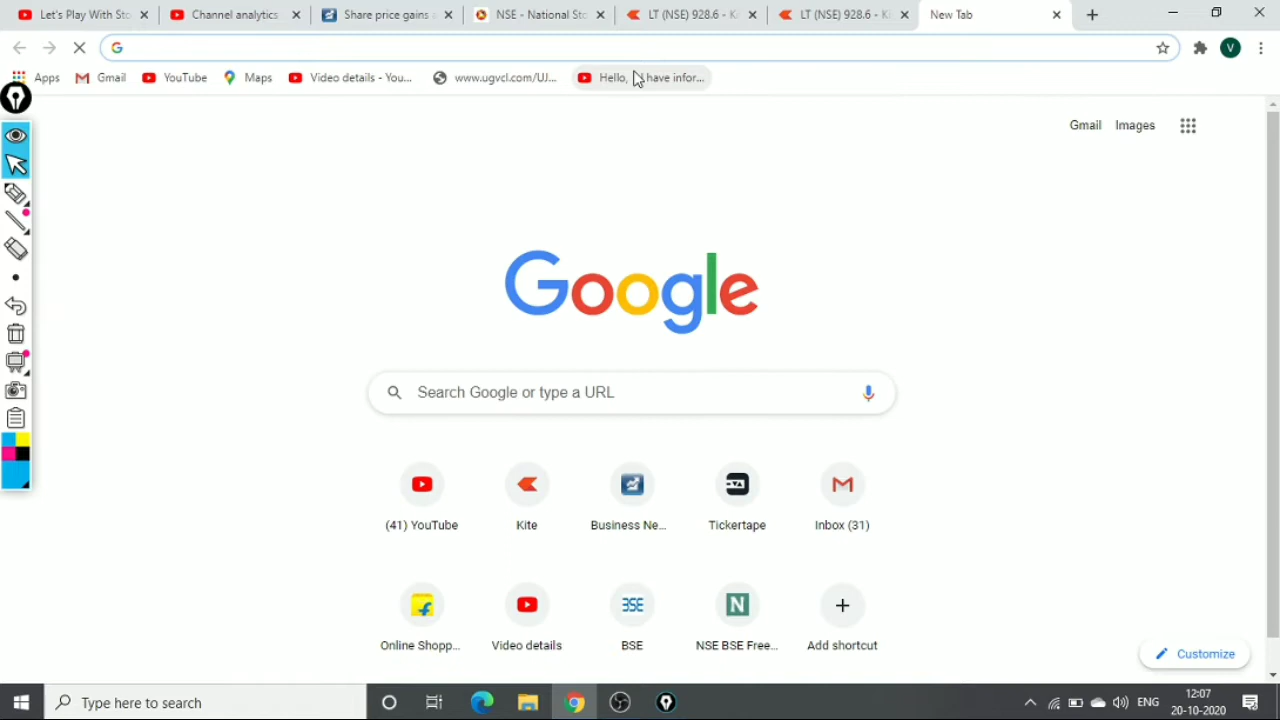 Let's Play With Sto
Channel analytics
Share price gains a
NSE - National Sto
LT (NSE) 928.6 - Ki
LT (NSE) 928.6 - Ki
New Tab
V
Apps
Gmail
YouTube
Maps
Video details - You...
www.ugvcl.com/UJ...
Hello, have infor...
Gmail
Images
Google
Search Google or type a URL
(41) YouTube
Kite
Business Ne...
Tickertape
Inbox (31)
BSE
N
Online Shopp...
Video details
BSE
NSE BSE Free...
Add shortcut
Customize
Type here to search
ENG
12:07
20-10-2020